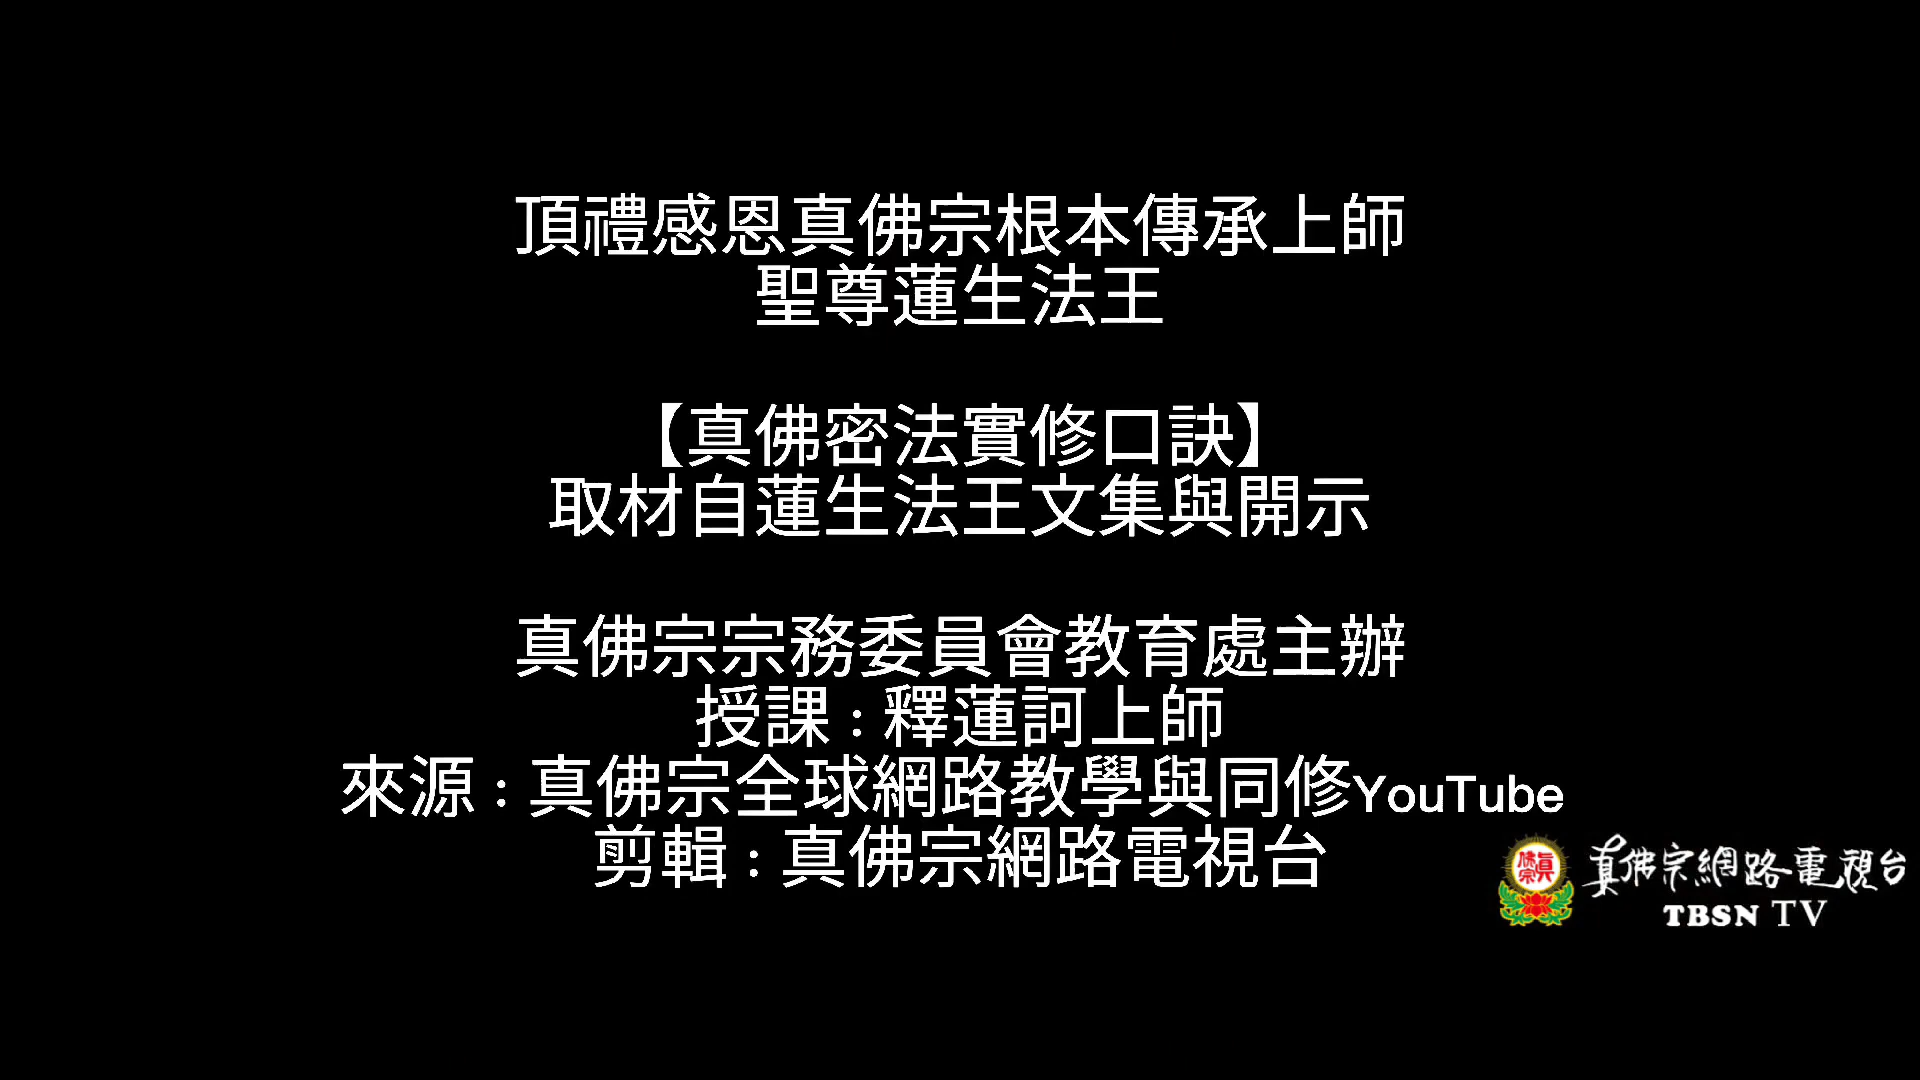 頂禮感恩真佛宗根本傳承上師
聖尊蓮生法王
【真佛密法實修口訣】
取材自蓮生法王文集與開示
真佛宗宗務委員會教育處主辦
授課：釋蓮訶上師
來源：真佛宗全球網路教學與同修YouTube
剪輯：真佛宗網路電視台
真佛宗
真佛宗網路電視台
TBSN TV